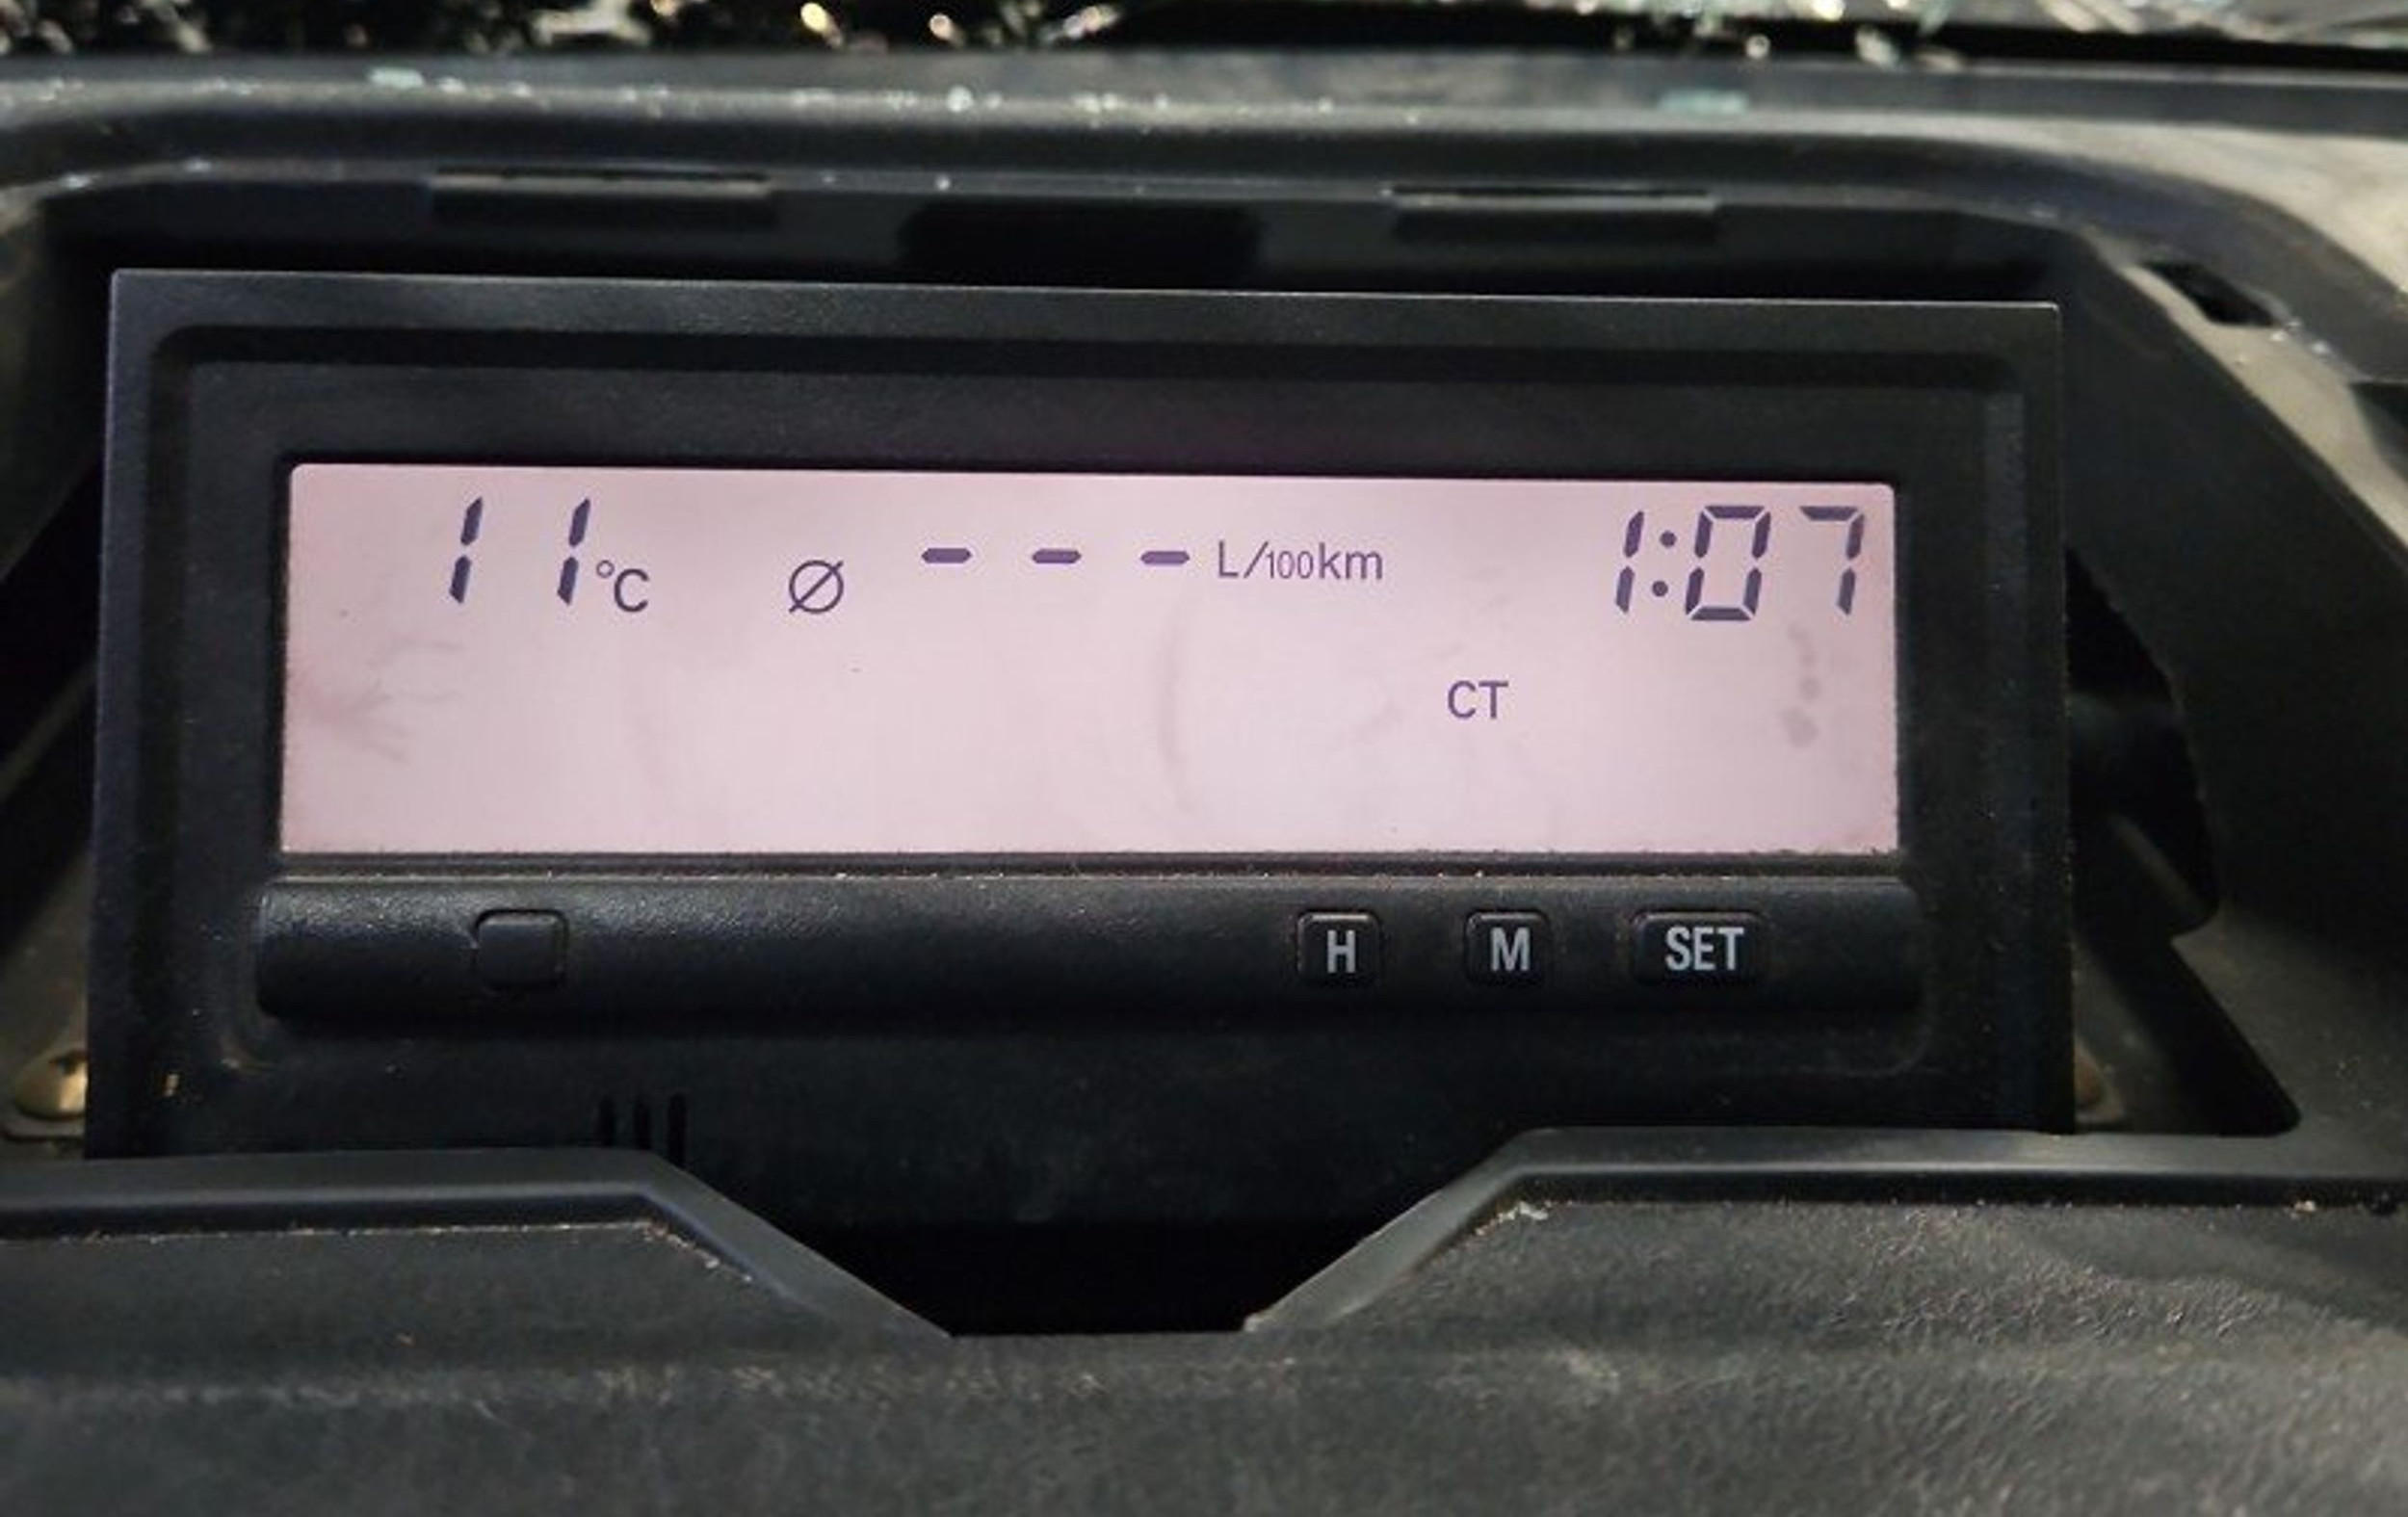 11°C Ø - - - L/100km 1:07
CT
H M SET